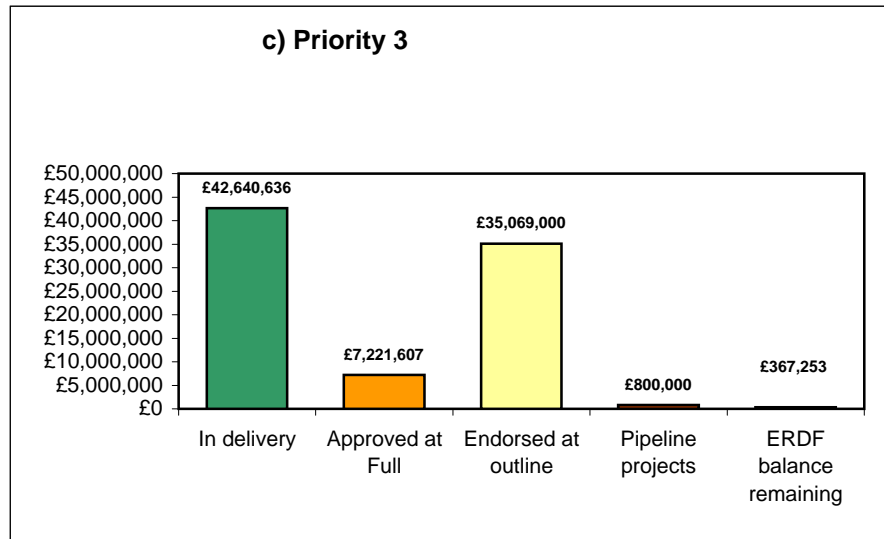 c) Priority 3
£50,000,000
£45,000,000
£40,000,000
£35,000,000
£30,000,000
£25,000,000
£20,000,000
£15,000,000
£10,000,000
£5,000,000
£0
£42,640,636
£7,221,607
£35,069,000
£800,000
£367,253
In delivery
Approved at
Full
Endorsed at
outline
Pipeline
projects
ERDF
balance
remaining